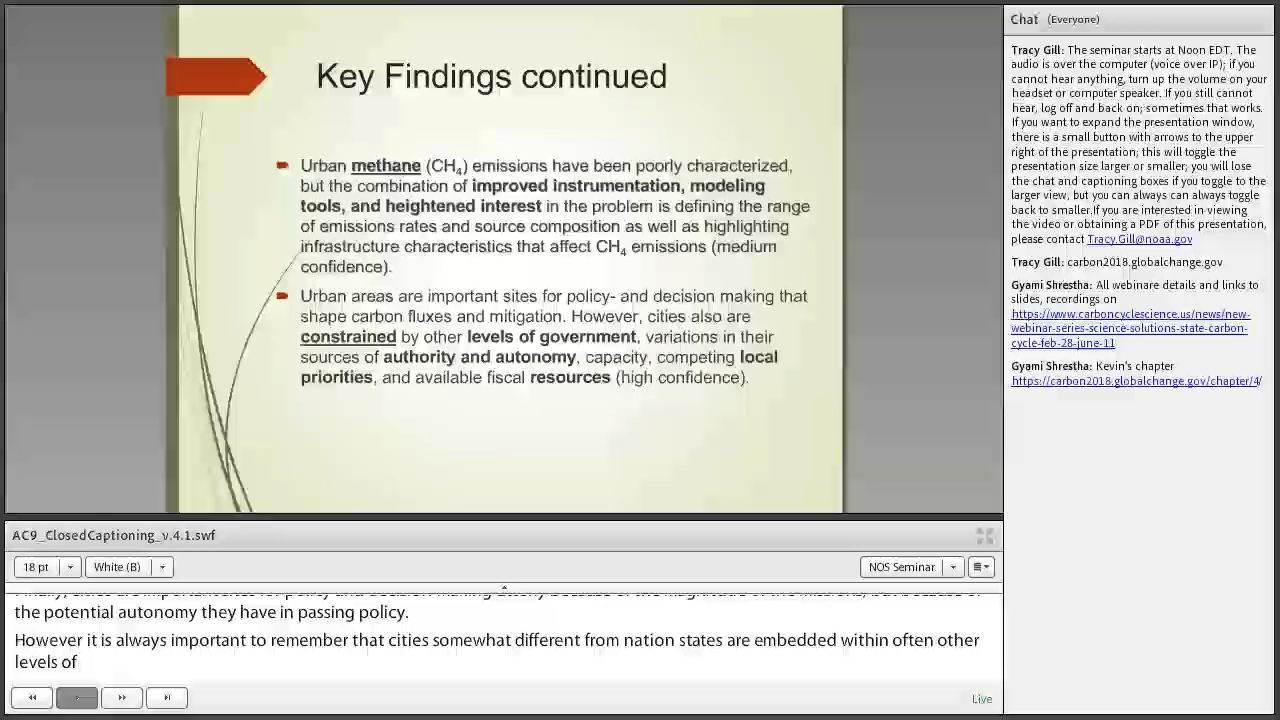 Key Findings continued
Urban methane (CH4) emissions have been poorly characterized,
but the combination of improved instrumentation, modeling
tools, and heightened interest in the problem is defining the range
of emissions rates and source composition as well as highlighting
infrastructure characteristics that affect CH4 emissions (medium
confidence).
Urban areas are important sites for policy- and decision making that
shape carbon fluxes and mitigation. However, cities also are
constrained by other levels of government, variations in their
sources of authority and autonomy, capacity, competing local
priorities, and available fiscal resources (high confidence).
Chat (Everyone)
Tracy Gill: The seminar starts at Noon EDT. The
audio is over the computer (voice over IP); if you
cannot hear anything, turn up the volume on your
headset or computer speaker. If you still cannot
hear, log off and back on; sometimes that works.
If you want to expand the presentation window,
there is a small button with arrows to the upper
right of the presentation; this will toggle the
presentation size larger or smaller; you will lose
the chat and captioning boxes if you toggle to the
larger view, but you can always can always toggle
back to smaller.If you are interested in viewing
the video or obtaining a PDF of this presentation,
please contact Tracy.Gill@noaa.gov
Tracy Gill: carbon2018.globalchange.gov
Gyami Shrestha: All webinare details and links to
slides, recordings on
https://www.carboncyclescience.us/news/new-
webinar-series-science-solutions-state-carbon-
cycle-feb-28-june-11
Gyami Shrestha: Kevin's chapter
https://carbon2018.globalchange.gov/chapter/4/
AC9_ClosedCaptioning_v.4.1.swf
18 pt White (B) NOS Seminar
the potential autonomy they have in passing policy.
However it is always important to remember that cities somewhat different from nation states are embedded within often other
levels of
Live